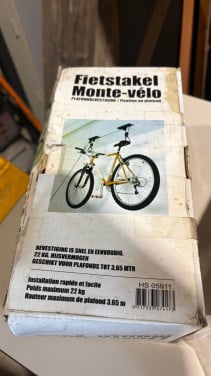 Fietstakel
Monte-vélo
PLAFONDBEVESTIGING / Fixation au plafond
BEVESTIGING IS SNEL EN EENVOUDIG.
22 KG. HIJSVERMOGEN
GESCHIKT VOOR PLAFONDS TOT 3,65 MTR
Installation rapide et facile
Poids maximum 22 kg
Hauteur maximum de plafond 3,65 m
HS 05911